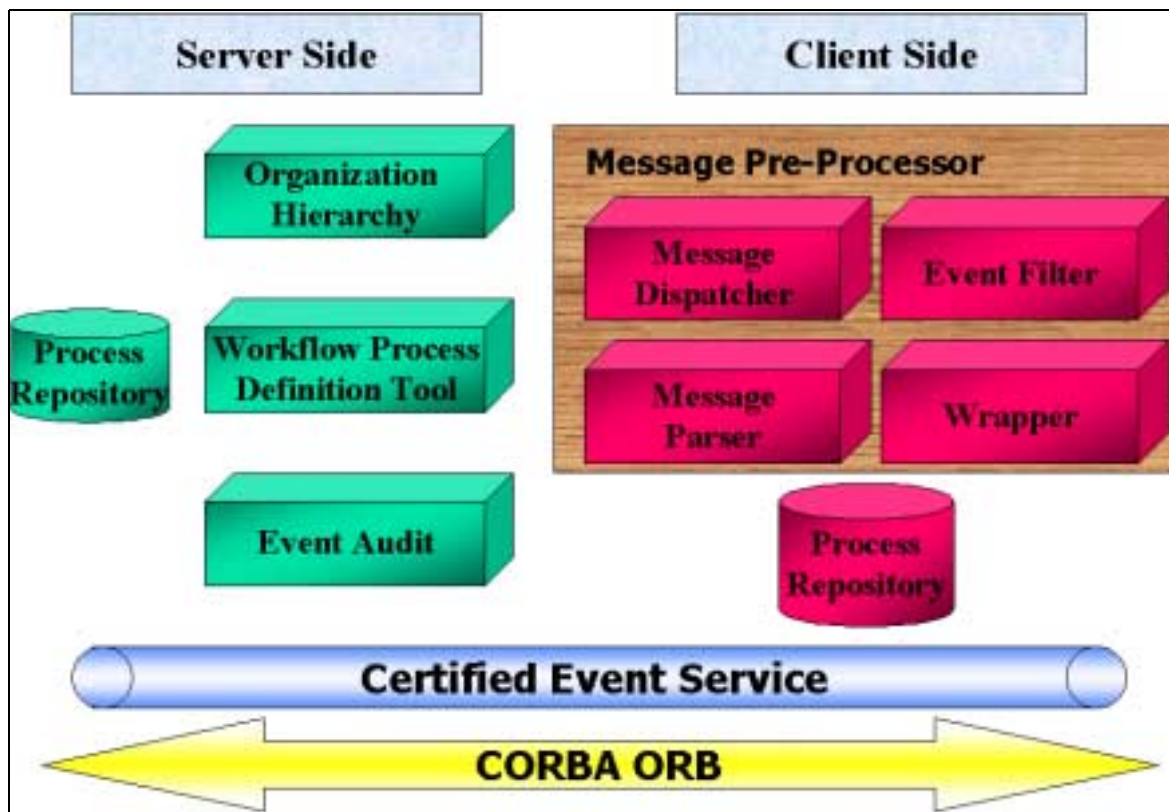 Server Side
Client Side
Organization
Hierarchy
Process
Repository
Workflow Process
Definition Tool
Event Audit
Message Pre-Processor
Message
Dispatcher
Event Filter
Message
Parser
Wrapper
Process
Repository
Certified Event Service
CORBA ORB